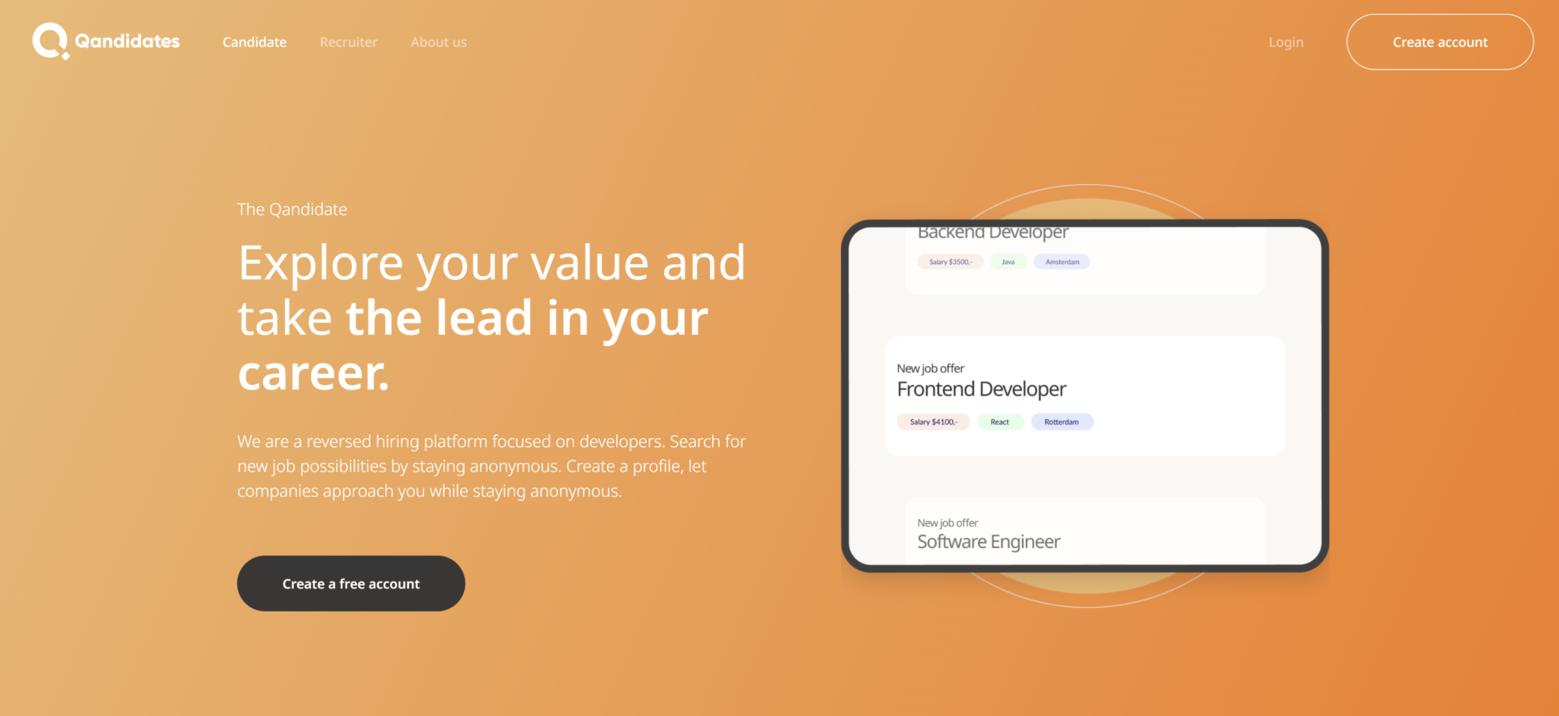 Qandidates
Candidate
Recruiter
About us
Login
Create account
The Qandidate
Explore your value and
take the lead in your
career.
We are a reversed hiring platform focused on developers. Search for
new job possibilities by staying anonymous. Create a profile, let
companies approach you while staying anonymous.
Create a free account
Backend Developer
Salary $3500,-
Java
Amsterdam
New job offer
Frontend Developer
Salary $4100,-
React
Rotterdam
New job offer
Software Engineer